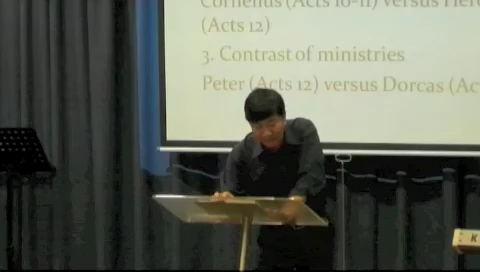 Cornelius (Acts 10-11) versus
(Acts 12)
3. Contrast of ministries
Peter (Acts 12) versus Dorcas
K